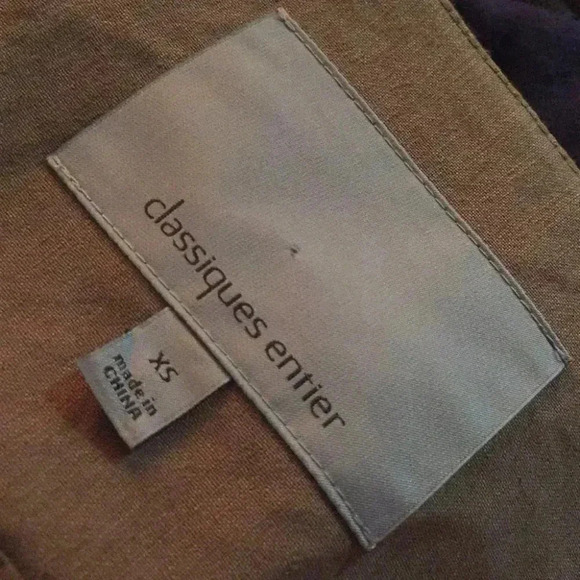 classiques entier
XS
made in
CHINA